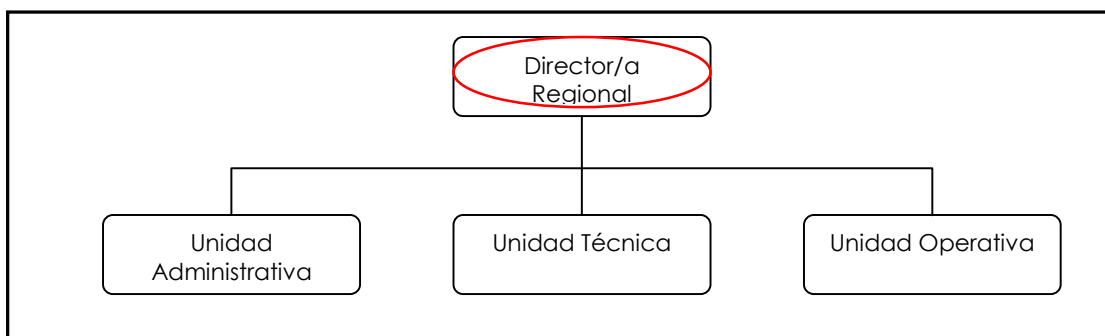 Director/a
Regional
Unidad
Administrativa
Unidad Técnica
Unidad Operativa